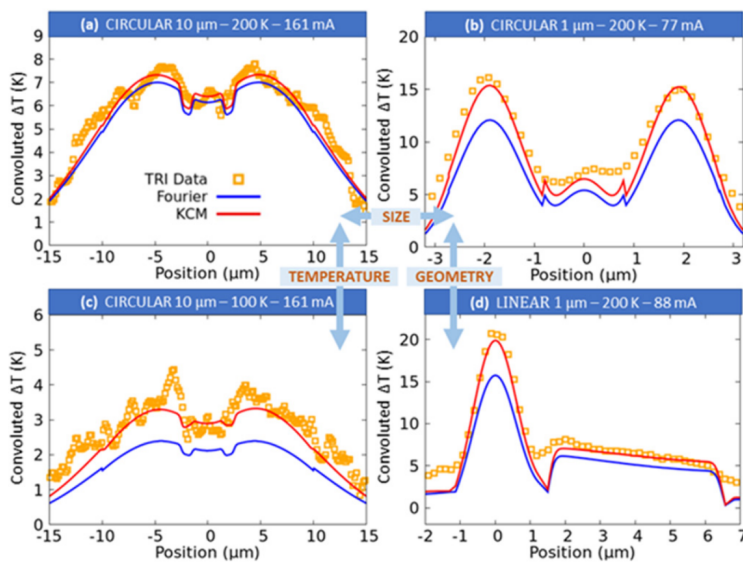 (a) CIRCULAR 10 µm – 200 K – 161 mA
Convoluted ΔT (K)
9
8
7
6
5
4
3
2
1
0
TRI Data
Fourier
KCM
-15 -10 -5 0 5 10 15
Position (µm)
(b) CIRCULAR 1 µm – 200 K – 77 mA
Convoluted ΔT (K)
20
15
10
5
0
-3 -2 -1 0 1 2 3
Position (µm)
SIZE
TEMPERATURE
GEOMETRY
(c) CIRCULAR 10 µm – 100 K – 161 mA
Convoluted ΔT (K)
6
5
4
3
2
1
0
-15 -10 -5 0 5 10 15
Position (µm)
(d) LINEAR 1 µm – 200 K – 88 mA
Convoluted ΔT (K)
20
15
10
5
0
-2 -1 0 1 2 3 4 5 6 7
Position (µm)